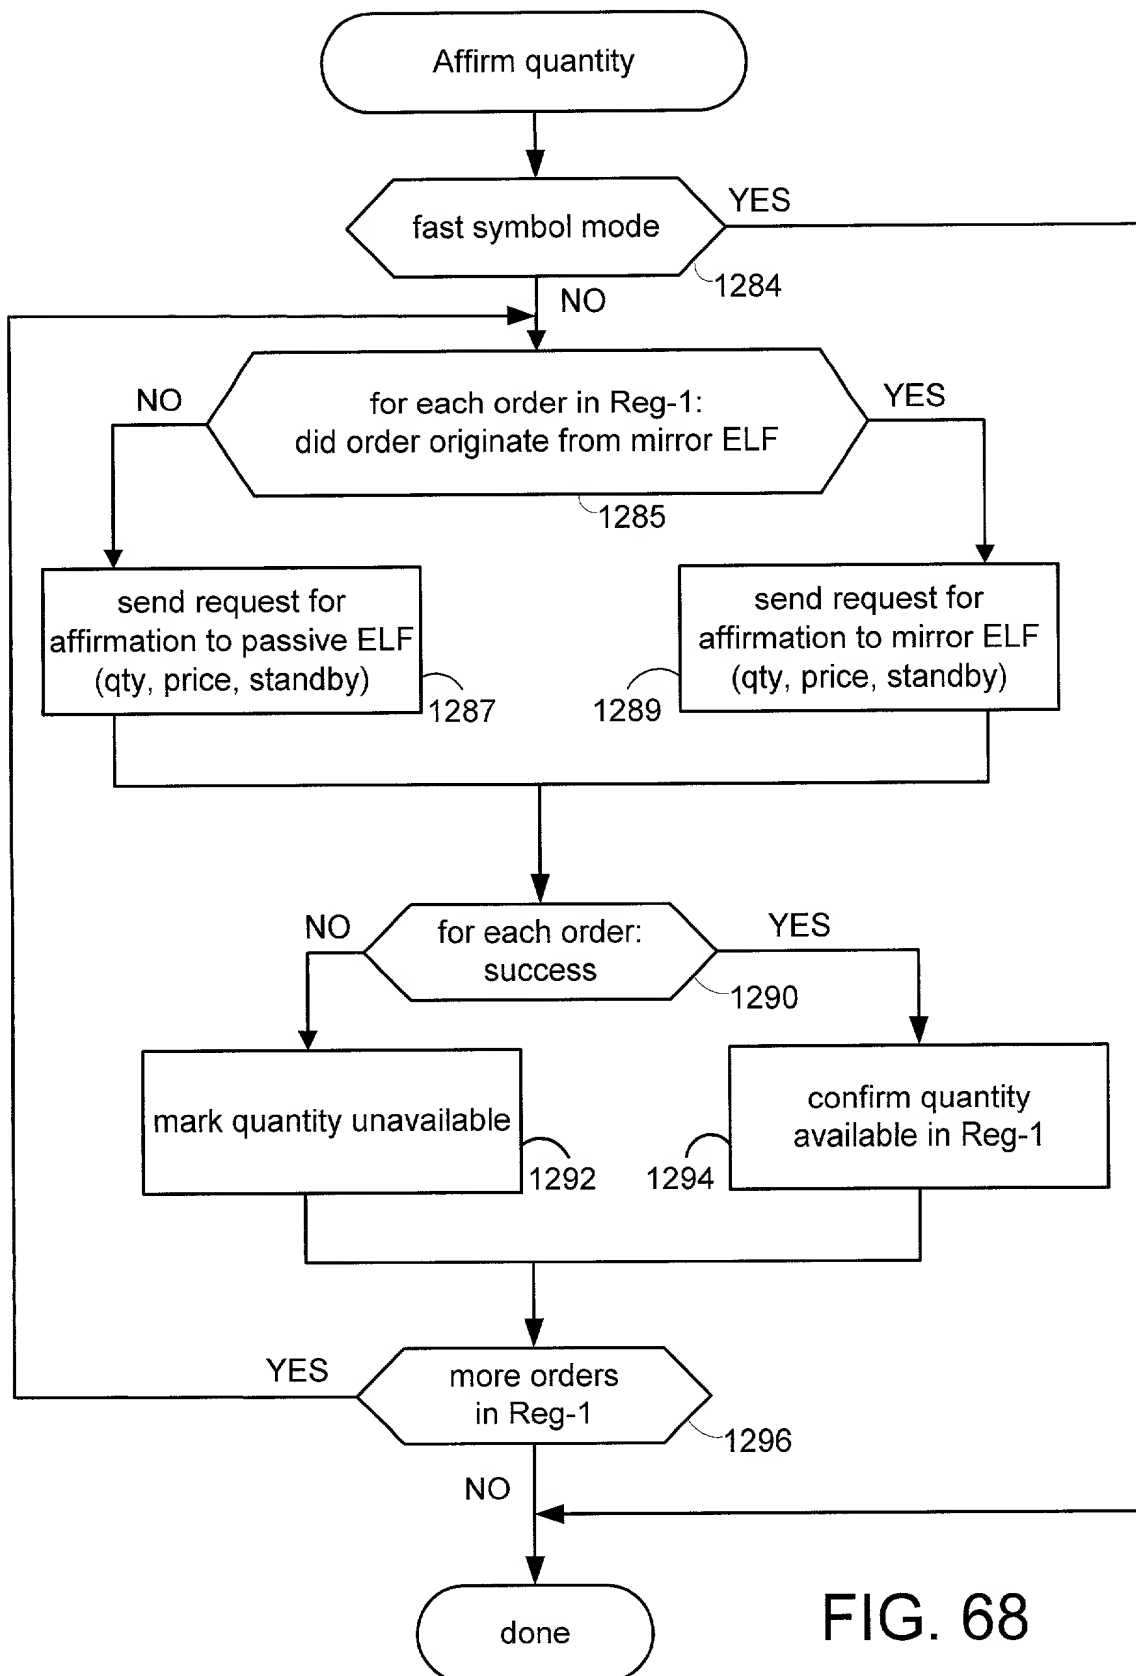 Affirm quantity
fast symbol mode
YES
1284
NO
for each order in Reg-1:
did order originate from mirror ELF
NO
YES
1285
send request for
affirmation to passive ELF
(qty, price, standby)
1287
send request for
affirmation to mirror ELF
(qty, price, standby)
1289
for each order:
success
NO
YES
1290
mark quantity unavailable
1292
confirm quantity
available in Reg-1
1294
more orders
in Reg-1
YES
1296
NO
done
FIG. 68